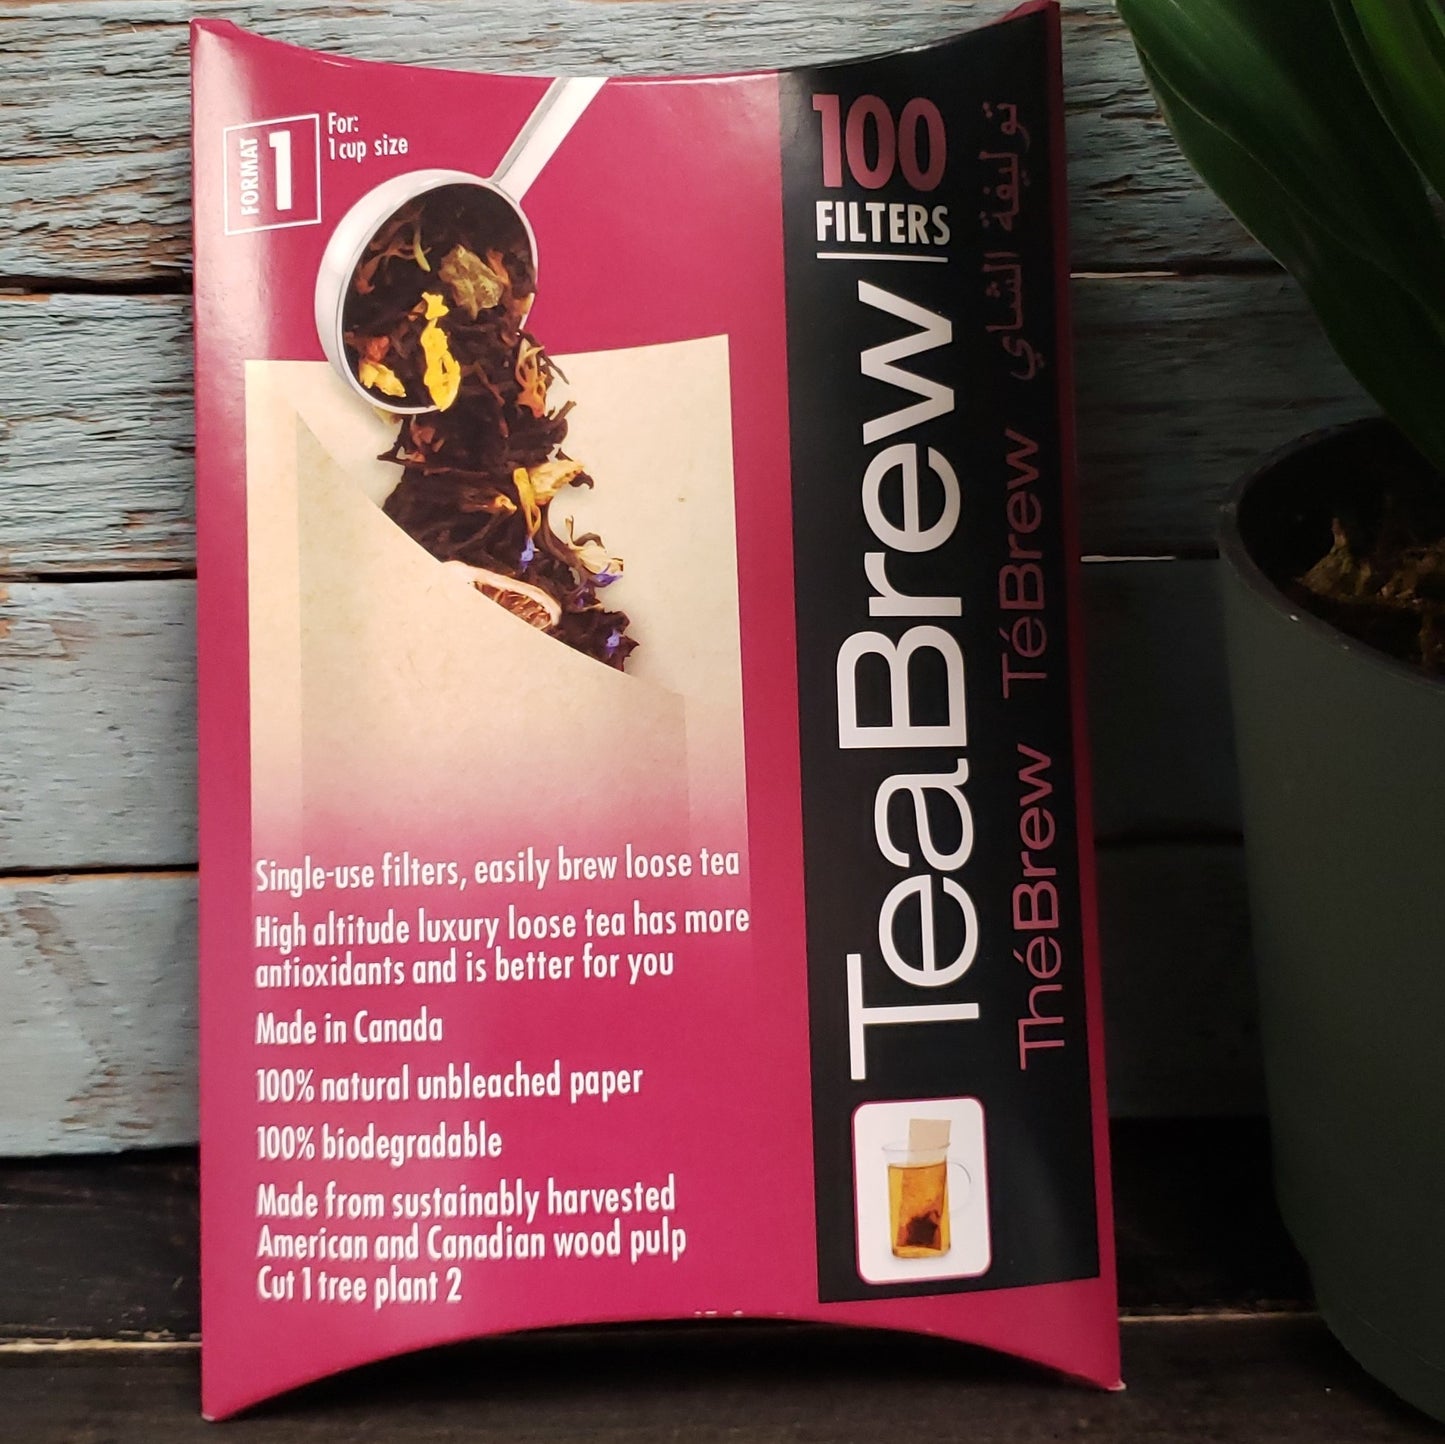 FORMAT
1
For:
1 cup size
100
FILTERS
TeaBrew
ThéBrew TéBrew توليفة الشاي
Single-use filters, easily brew loose tea
High altitude luxury loose tea has more
antioxidants and is better for you
Made in Canada
100% natural unbleached paper
100% biodegradable
Made from sustainably harvested
American and Canadian wood pulp
Cut 1 tree plant 2